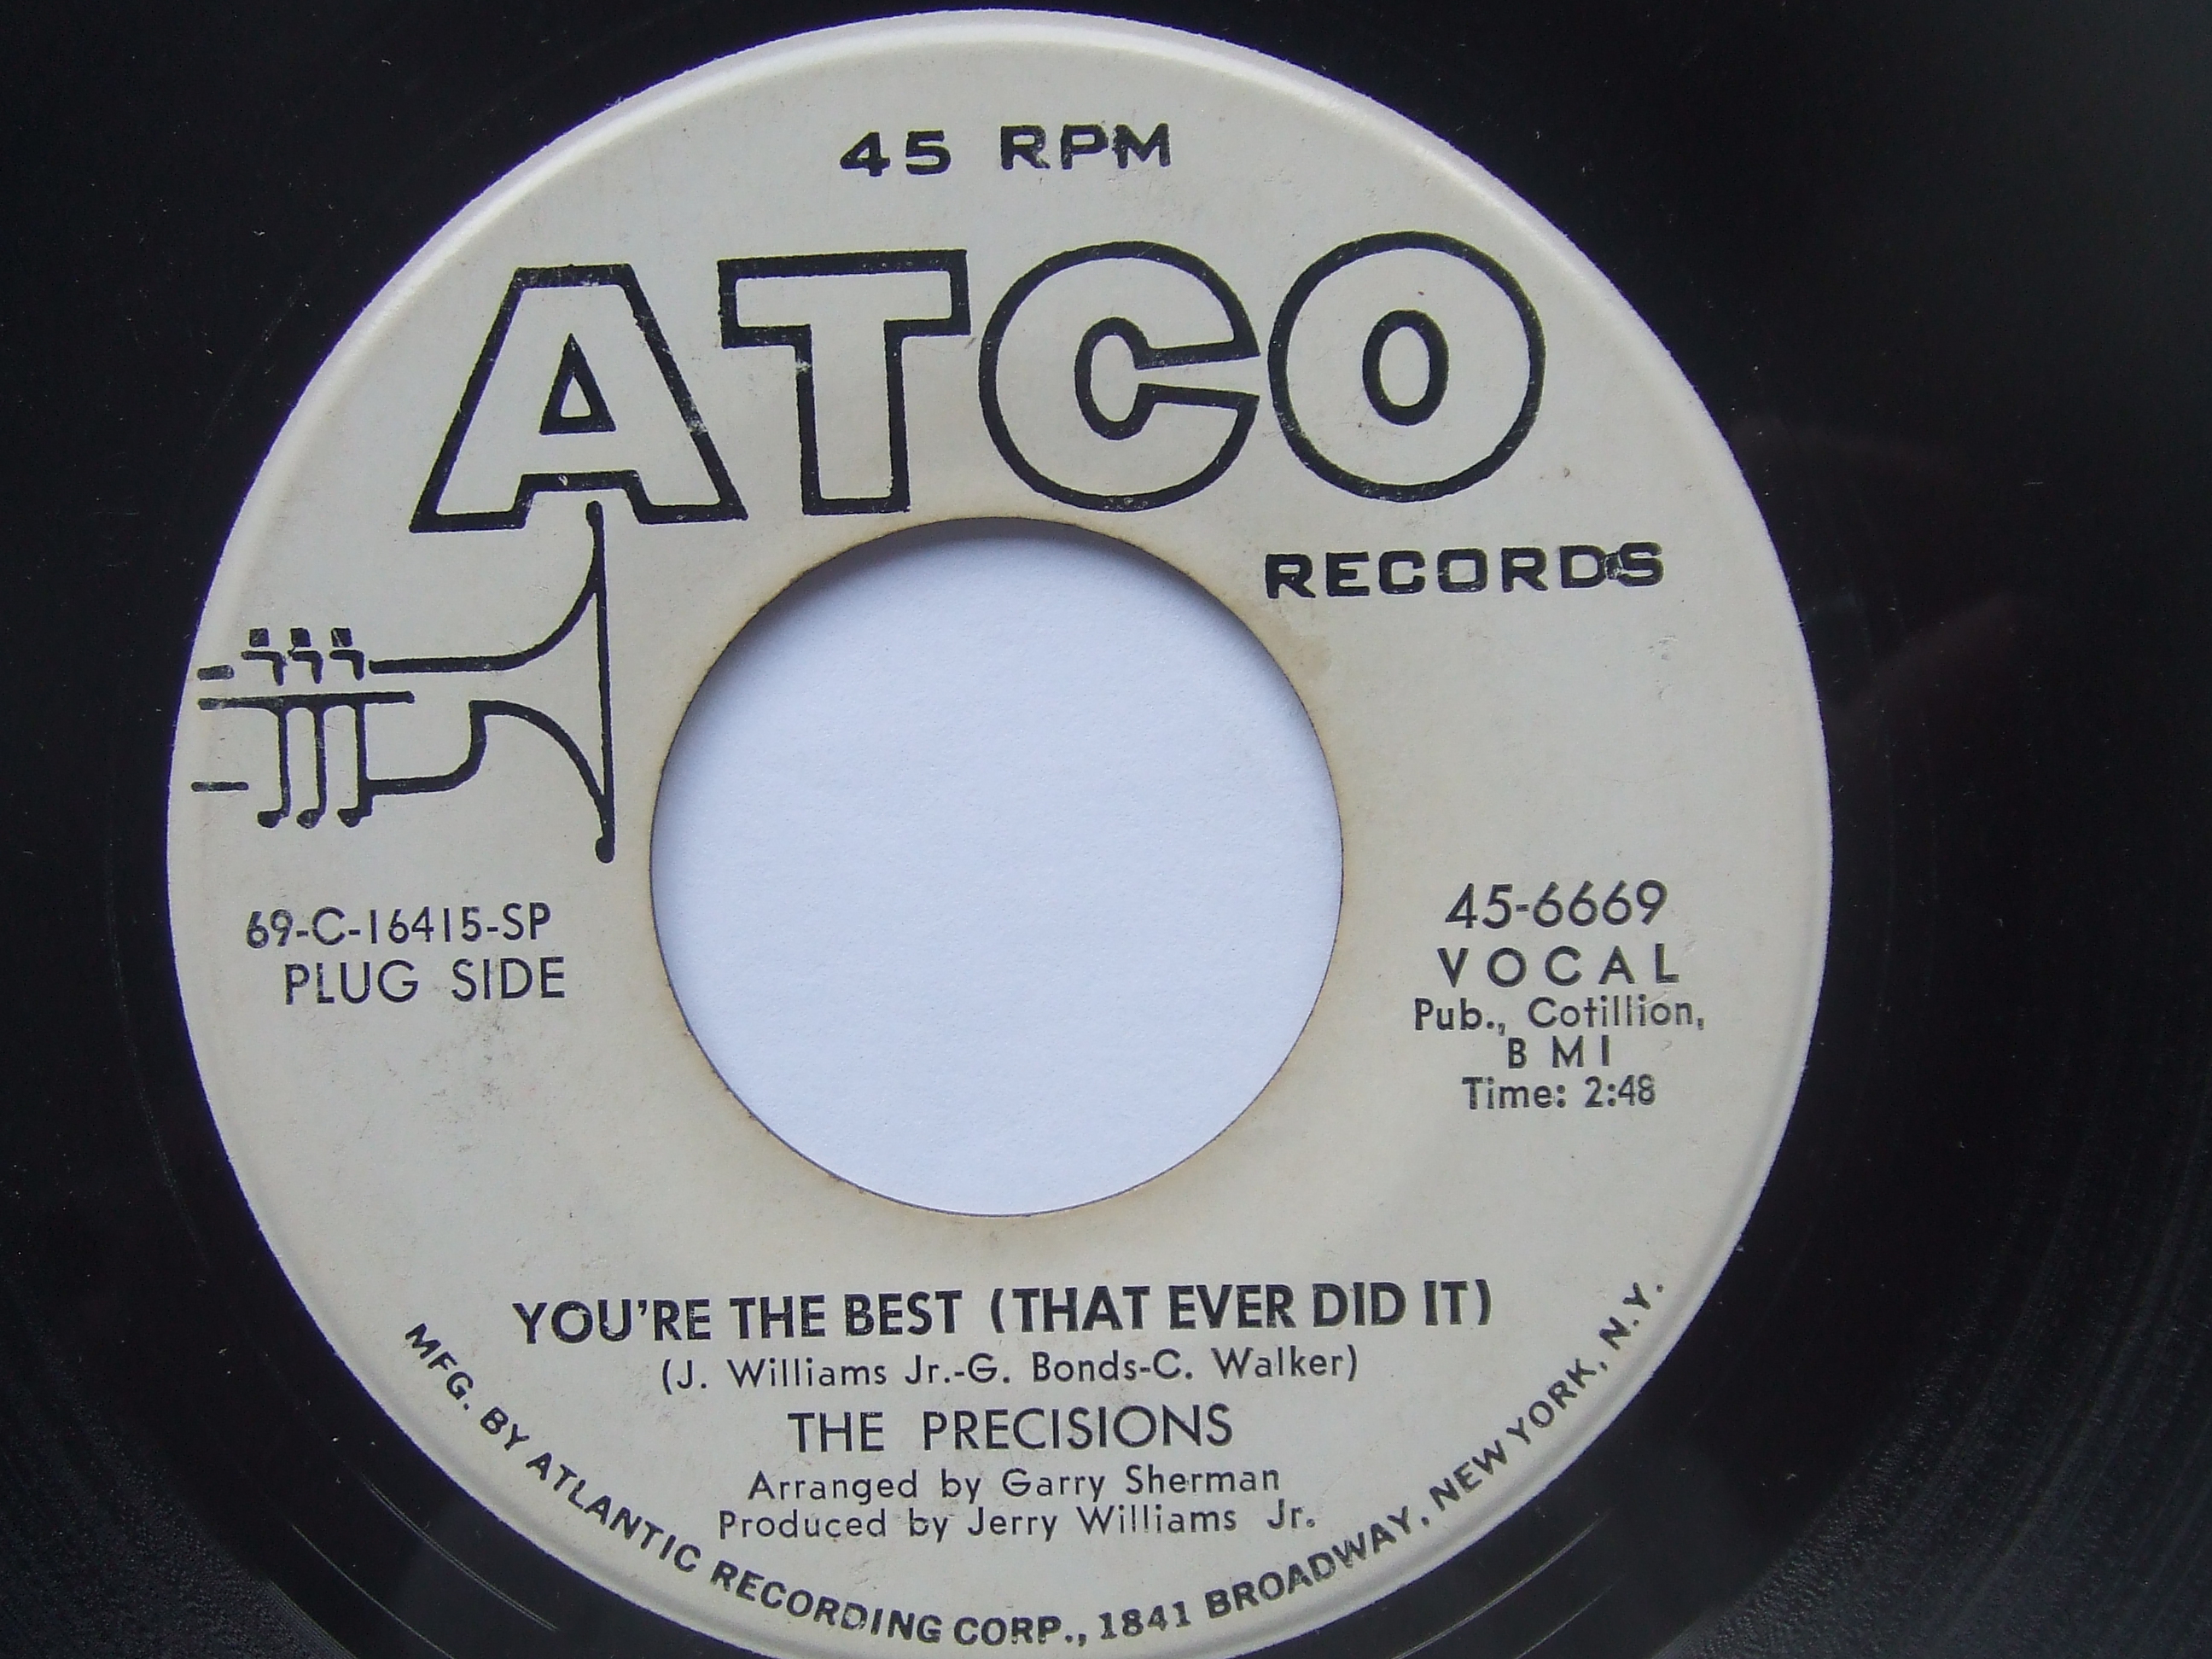 45 RPM
ATCO
RECORDS
69-C-16415-SP
PLUG SIDE
45-6669
VOCAL
Pub., Cotillion,
BMI
Time: 2:48
YOU'RE THE BEST (THAT EVER DID IT)
(J. Williams Jr.-G. Bonds-C. Walker)
THE PRECISIONS
Arranged by Garry Sherman
Produced by Jerry Williams Jr.
MFG. BY ATLANTIC RECORDING CORP., 1841 BROADWAY, NEW YORK, N.Y.